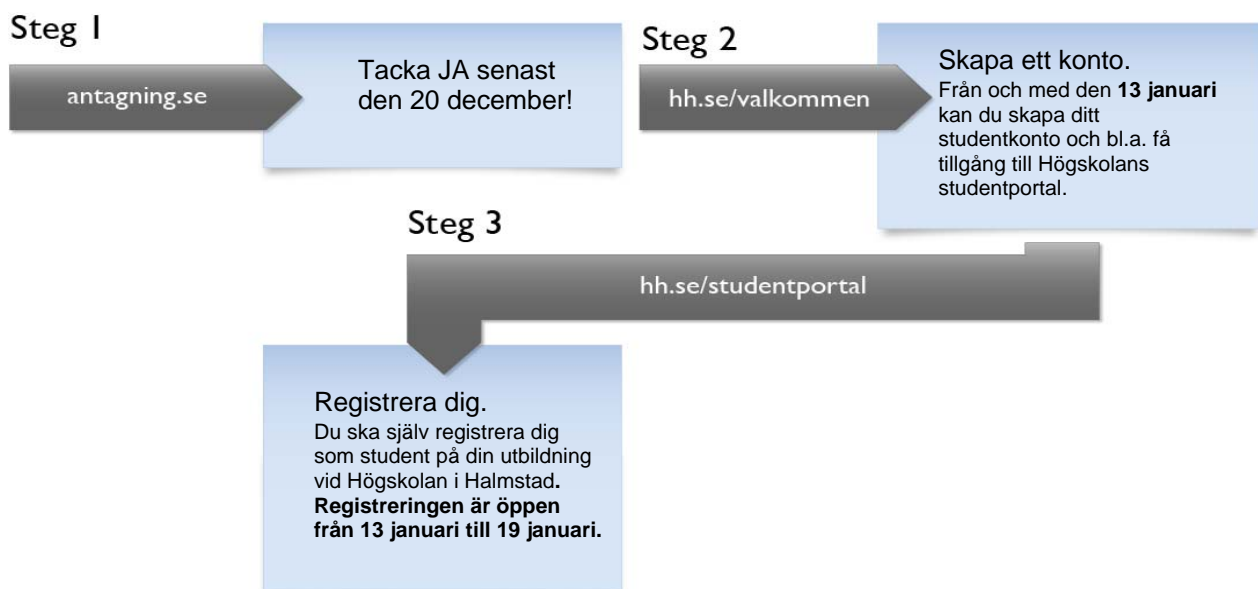 Steg 1
antagning.se
Tacka JA senast
den 20 december!
Steg 2
hh.se/valkommen
Skapa ett konto.
Från och med den 13 januari
kan du skapa ditt
studentkonto och bl.a. få
tillgång till Högskolans
studentportal.
Steg 3
hh.se/studentportal
Registrera dig.
Du ska själv registrera dig
som student på din utbildning
vid Högskolan i Halmstad.
Registreringen är öppen
från 13 januari till 19 januari.